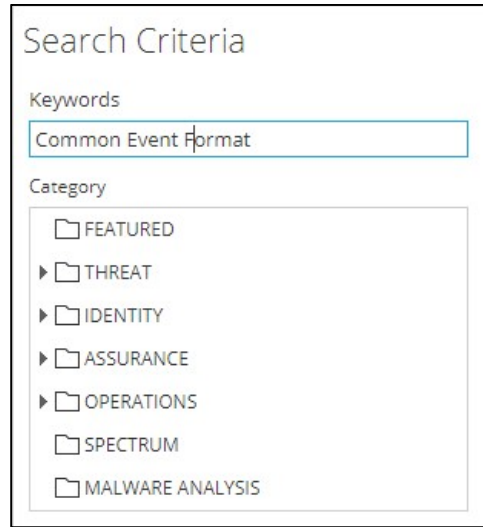 Search Criteria
Keywords
Common Event Format
Category
FEATURED
THREAT
IDENTITY
ASSURANCE
OPERATIONS
SPECTRUM
MALWARE ANALYSIS